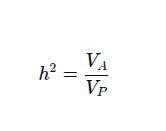 h² = V_A / V_P